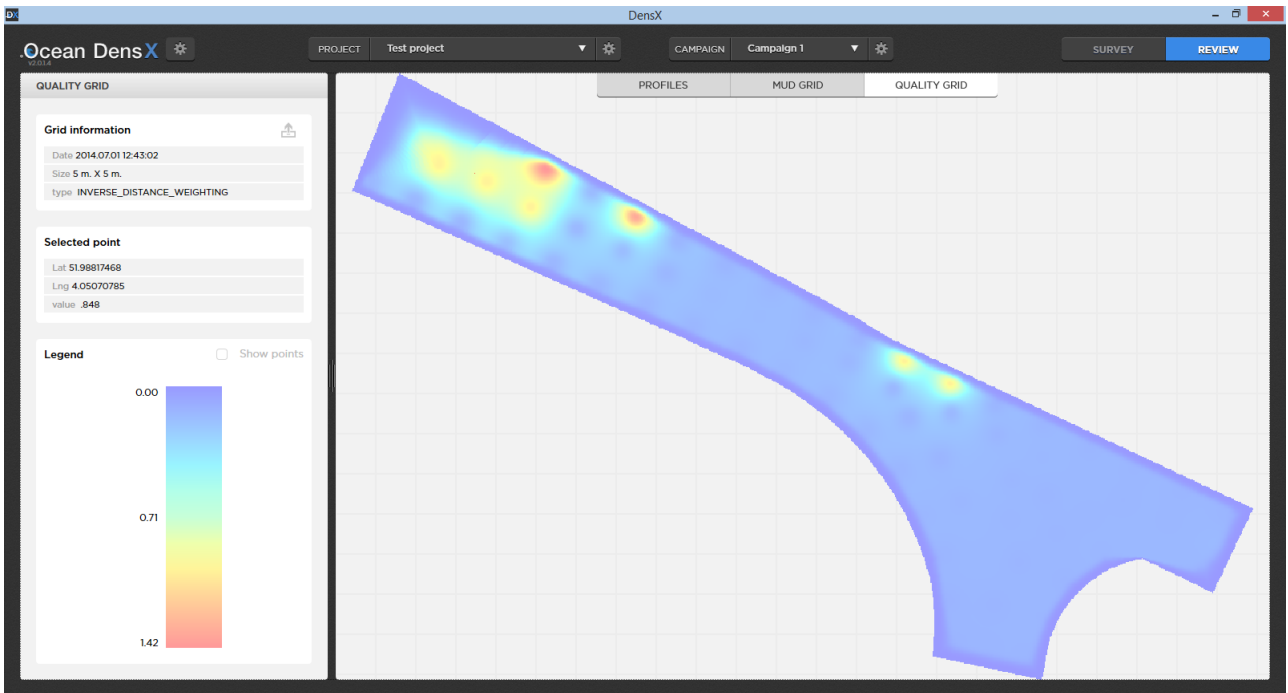 DX
DensX
.Ocean DensX
v2.03.4
PROJECT Test project
CAMPAIGN Campaign 1
SURVEY REVIEW
QUALITY GRID
PROFILES MUD GRID QUALITY GRID
Grid information
Date 2014.07.01 12:43:02
Size 5 m. X 5 m.
type INVERSE_DISTANCE_WEIGHTING
Selected point
Lat 51.98817468
Lng 4.05070785
value .848
Legend Show points
0.00
0.71
1.42